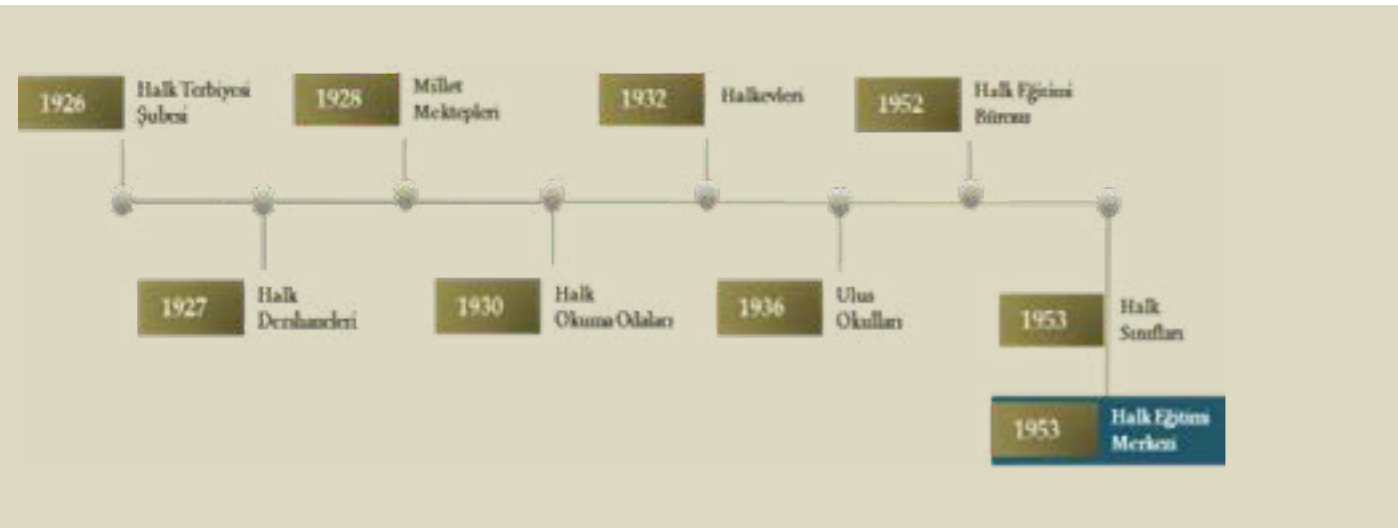 1926
Halk Terbiyesi
Şubesi
1927
Halk
Dershaneleri
1928
Millet
Mektepleri
1930
Halk
Okuma Odaları
1932
Halkevleri
1936
Ulus
Okulları
1952
Halk Eğitimi
Bürosu
1953
Halk
Sınıfları
1953
Halk Eğitimi
Merkezi